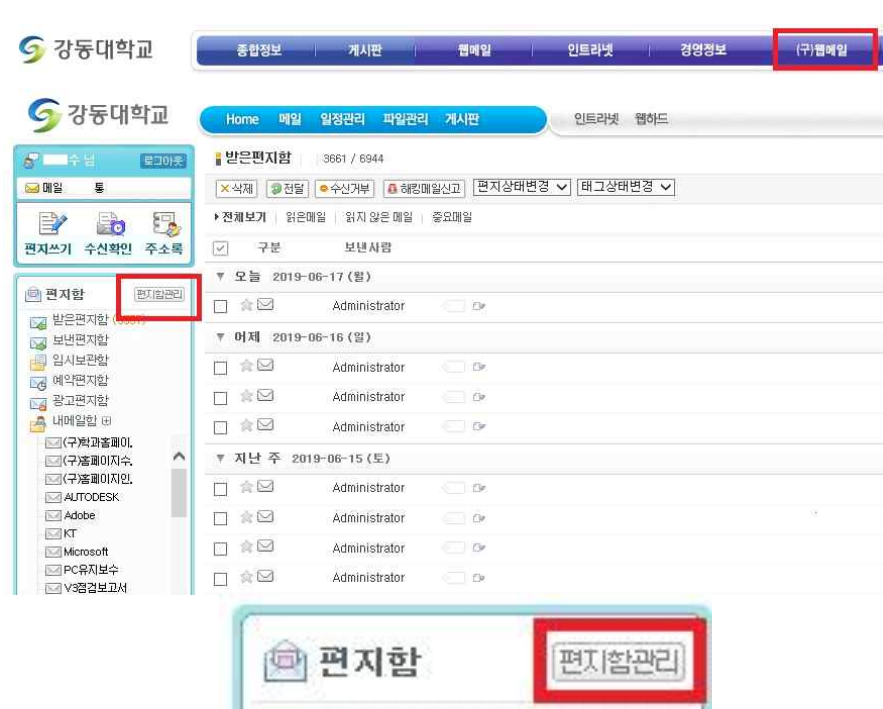 강동대학교 종합정보 게시판 웹메일 인트라넷 경영정보 (구)웹메일
강동대학교 Home 메일 일정관리 파일관리 게시판 인트라넷 웹하드
수 님 로그아웃
메일 통
편지쓰기 수신확인 주소록
편지함 편지함관리
받은편지함
보낸편지함
임시보관함
예약편지함
광고편지함
내메일함
(구)학과홈페이.
(구)홈페이지수.
(구)홈페이지인.
AUTODESK
Adobe
KT
Microsoft
PC유지보수
V3점검보고서
받은편지함 3661 / 6944
삭제 전달 수신거부 해킹메일신고 편지상태변경 태그상태변경
전체보기 읽은메일 읽지 않은 메일 중요메일
구분 보낸사람
오늘 2019-06-17 (월)
Administrator
어제 2019-06-16 (일)
Administrator
Administrator
Administrator
지난 주 2019-06-15 (토)
Administrator
Administrator
Administrator
Administrator
편지함 편지함관리